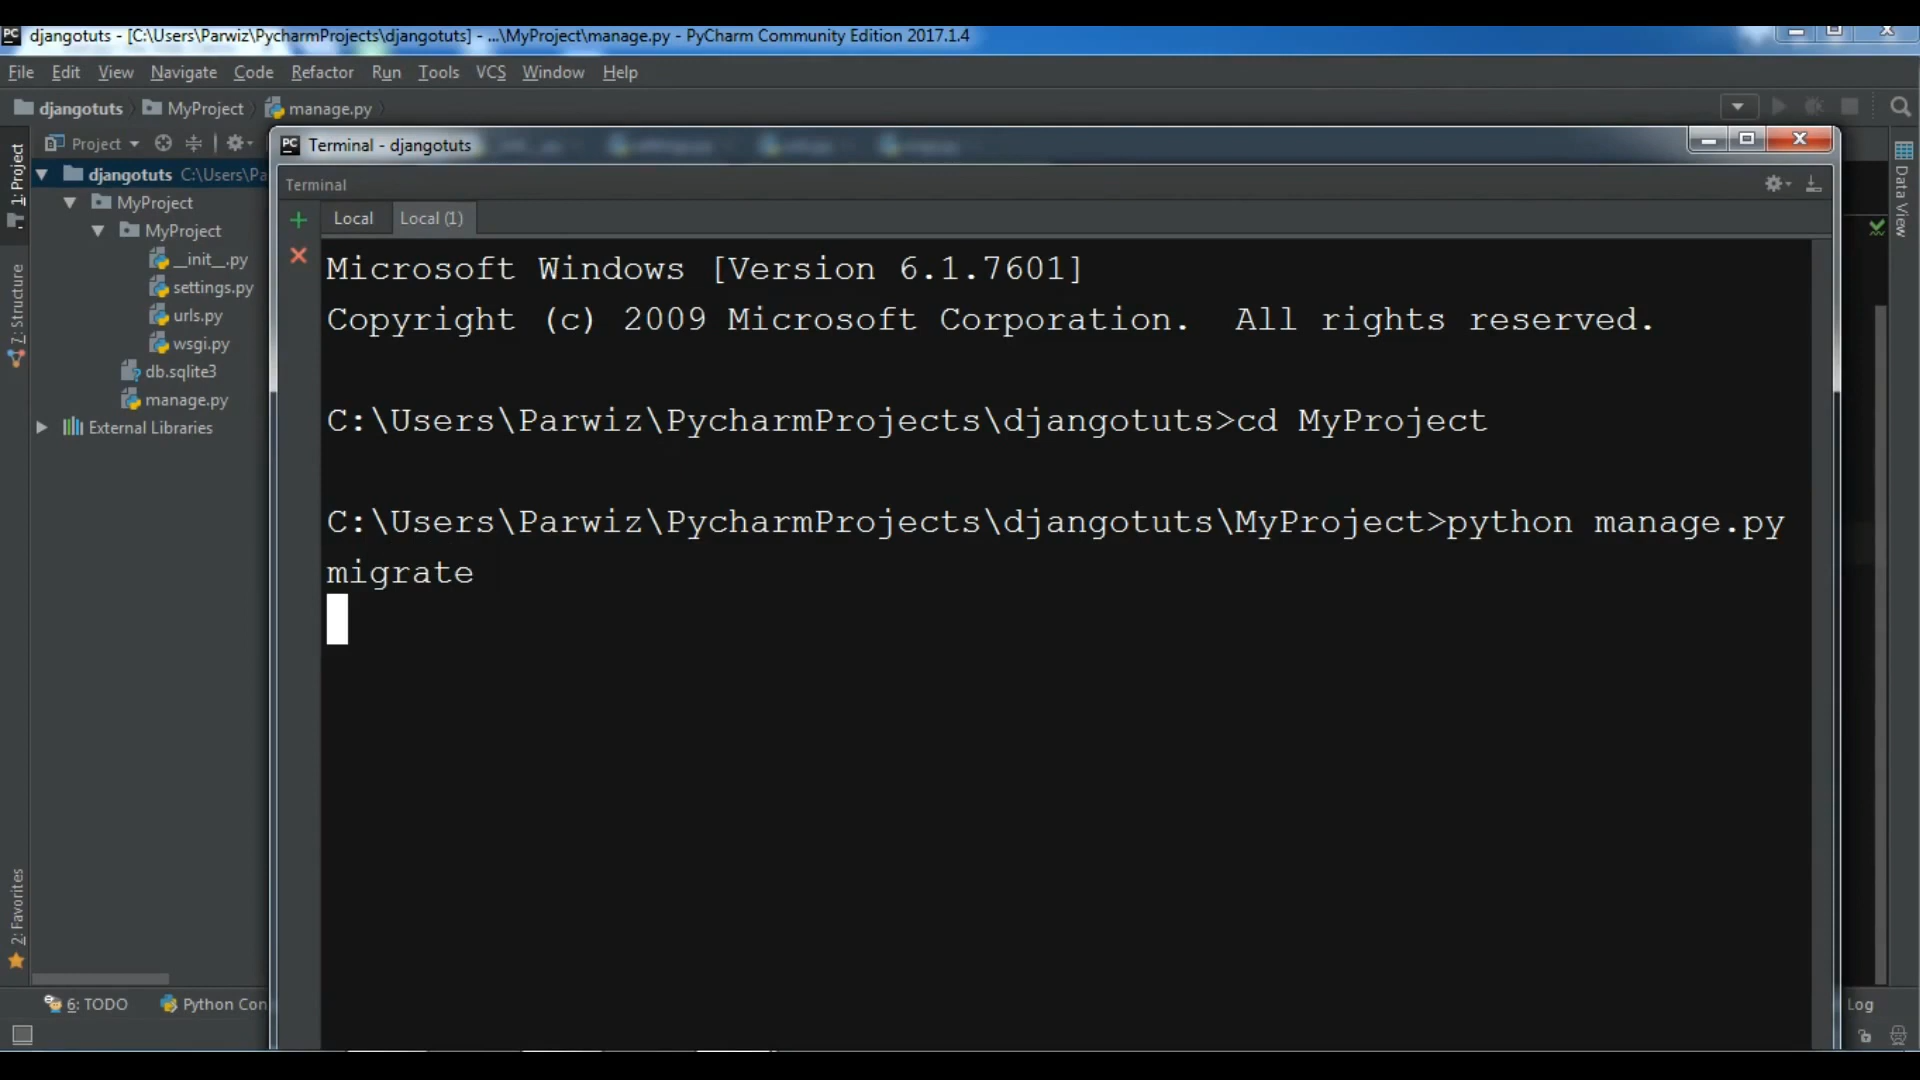 djangotuts - [C:\Users\Parwiz\PycharmProjects\djangotuts] - ...\MyProject\manage.py - PyCharm Community Edition 2017.1.4
File Edit View Navigate Code Refactor Run Tools VCS Window Help
djangotuts MyProject manage.py
Project
djangotuts C:\Users\Pa
MyProject
MyProject
__init__.py
settings.py
urls.py
wsgi.py
db.sqlite3
manage.py
External Libraries
1: Project
7: Structure
2: Favorites
Terminal - djangotuts
Terminal
Local Local (1)
Microsoft Windows [Version 6.1.7601]
Copyright (c) 2009 Microsoft Corporation.  All rights reserved.
C:\Users\Parwiz\PycharmProjects\djangotuts>cd MyProject
C:\Users\Parwiz\PycharmProjects\djangotuts\MyProject>python manage.py
migrate
Data View
6: TODO Python Con
Log